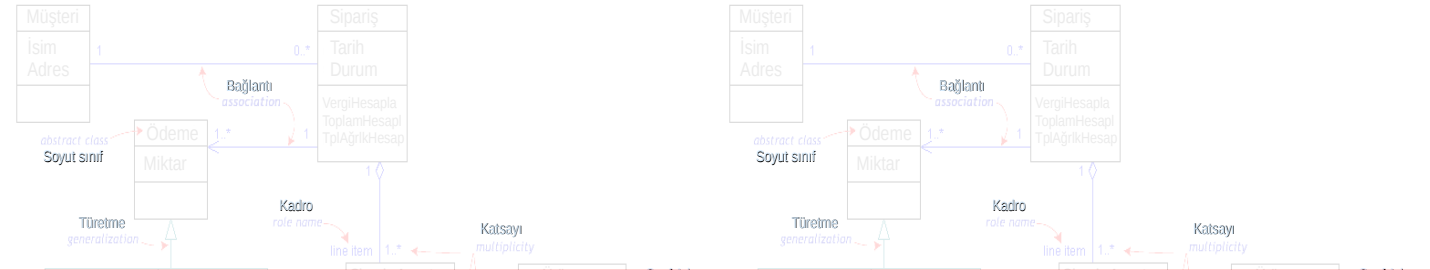 Müşteri
İsim
Adres
1
0..*
Sipariş
Tarih
Durum
VergiHesapla
ToplamHesapl
TplAğrlkHesap
Bağlantı
association
abstract class
Soyut sınıf
Ödeme
Miktar
1..*
1
1
Türetme
generalization
Kadro
role name
line item
1..*
Katsayı
multiplicity
Müşteri
İsim
Adres
1
0..*
Sipariş
Tarih
Durum
VergiHesapla
ToplamHesapl
TplAğrlkHesap
Bağlantı
association
abstract class
Soyut sınıf
Ödeme
Miktar
1..*
1
1
Türetme
generalization
Kadro
role name
line item
1..*
Katsayı
multiplicity